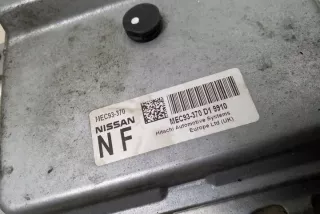 MEC93-370
NISSAN
NF
MEC93-370 D1 9910
Hitachi Automotive Systems
Europe Ltd (UK)